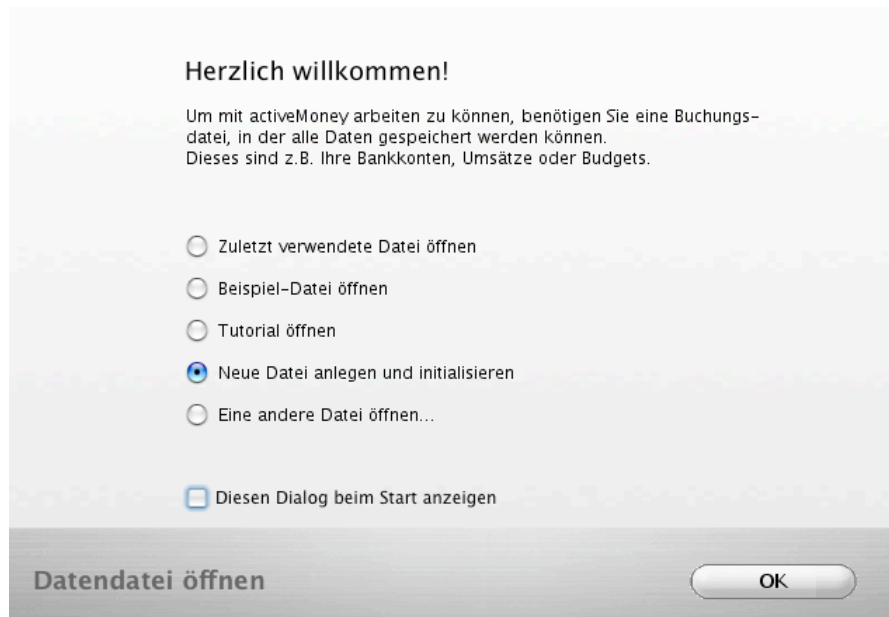 Herzlich willkommen!
Um mit activeMoney arbeiten zu können, benötigen Sie eine Buchungs-
datei, in der alle Daten gespeichert werden können.
Dieses sind z.B. Ihre Bankkonten, Umsätze oder Budgets.
Zuletzt verwendete Datei öffnen
Beispiel-Datei öffnen
Tutorial öffnen
Neue Datei anlegen und initialisieren
Eine andere Datei öffnen...
Diesen Dialog beim Start anzeigen
Datendatei öffnen
OK